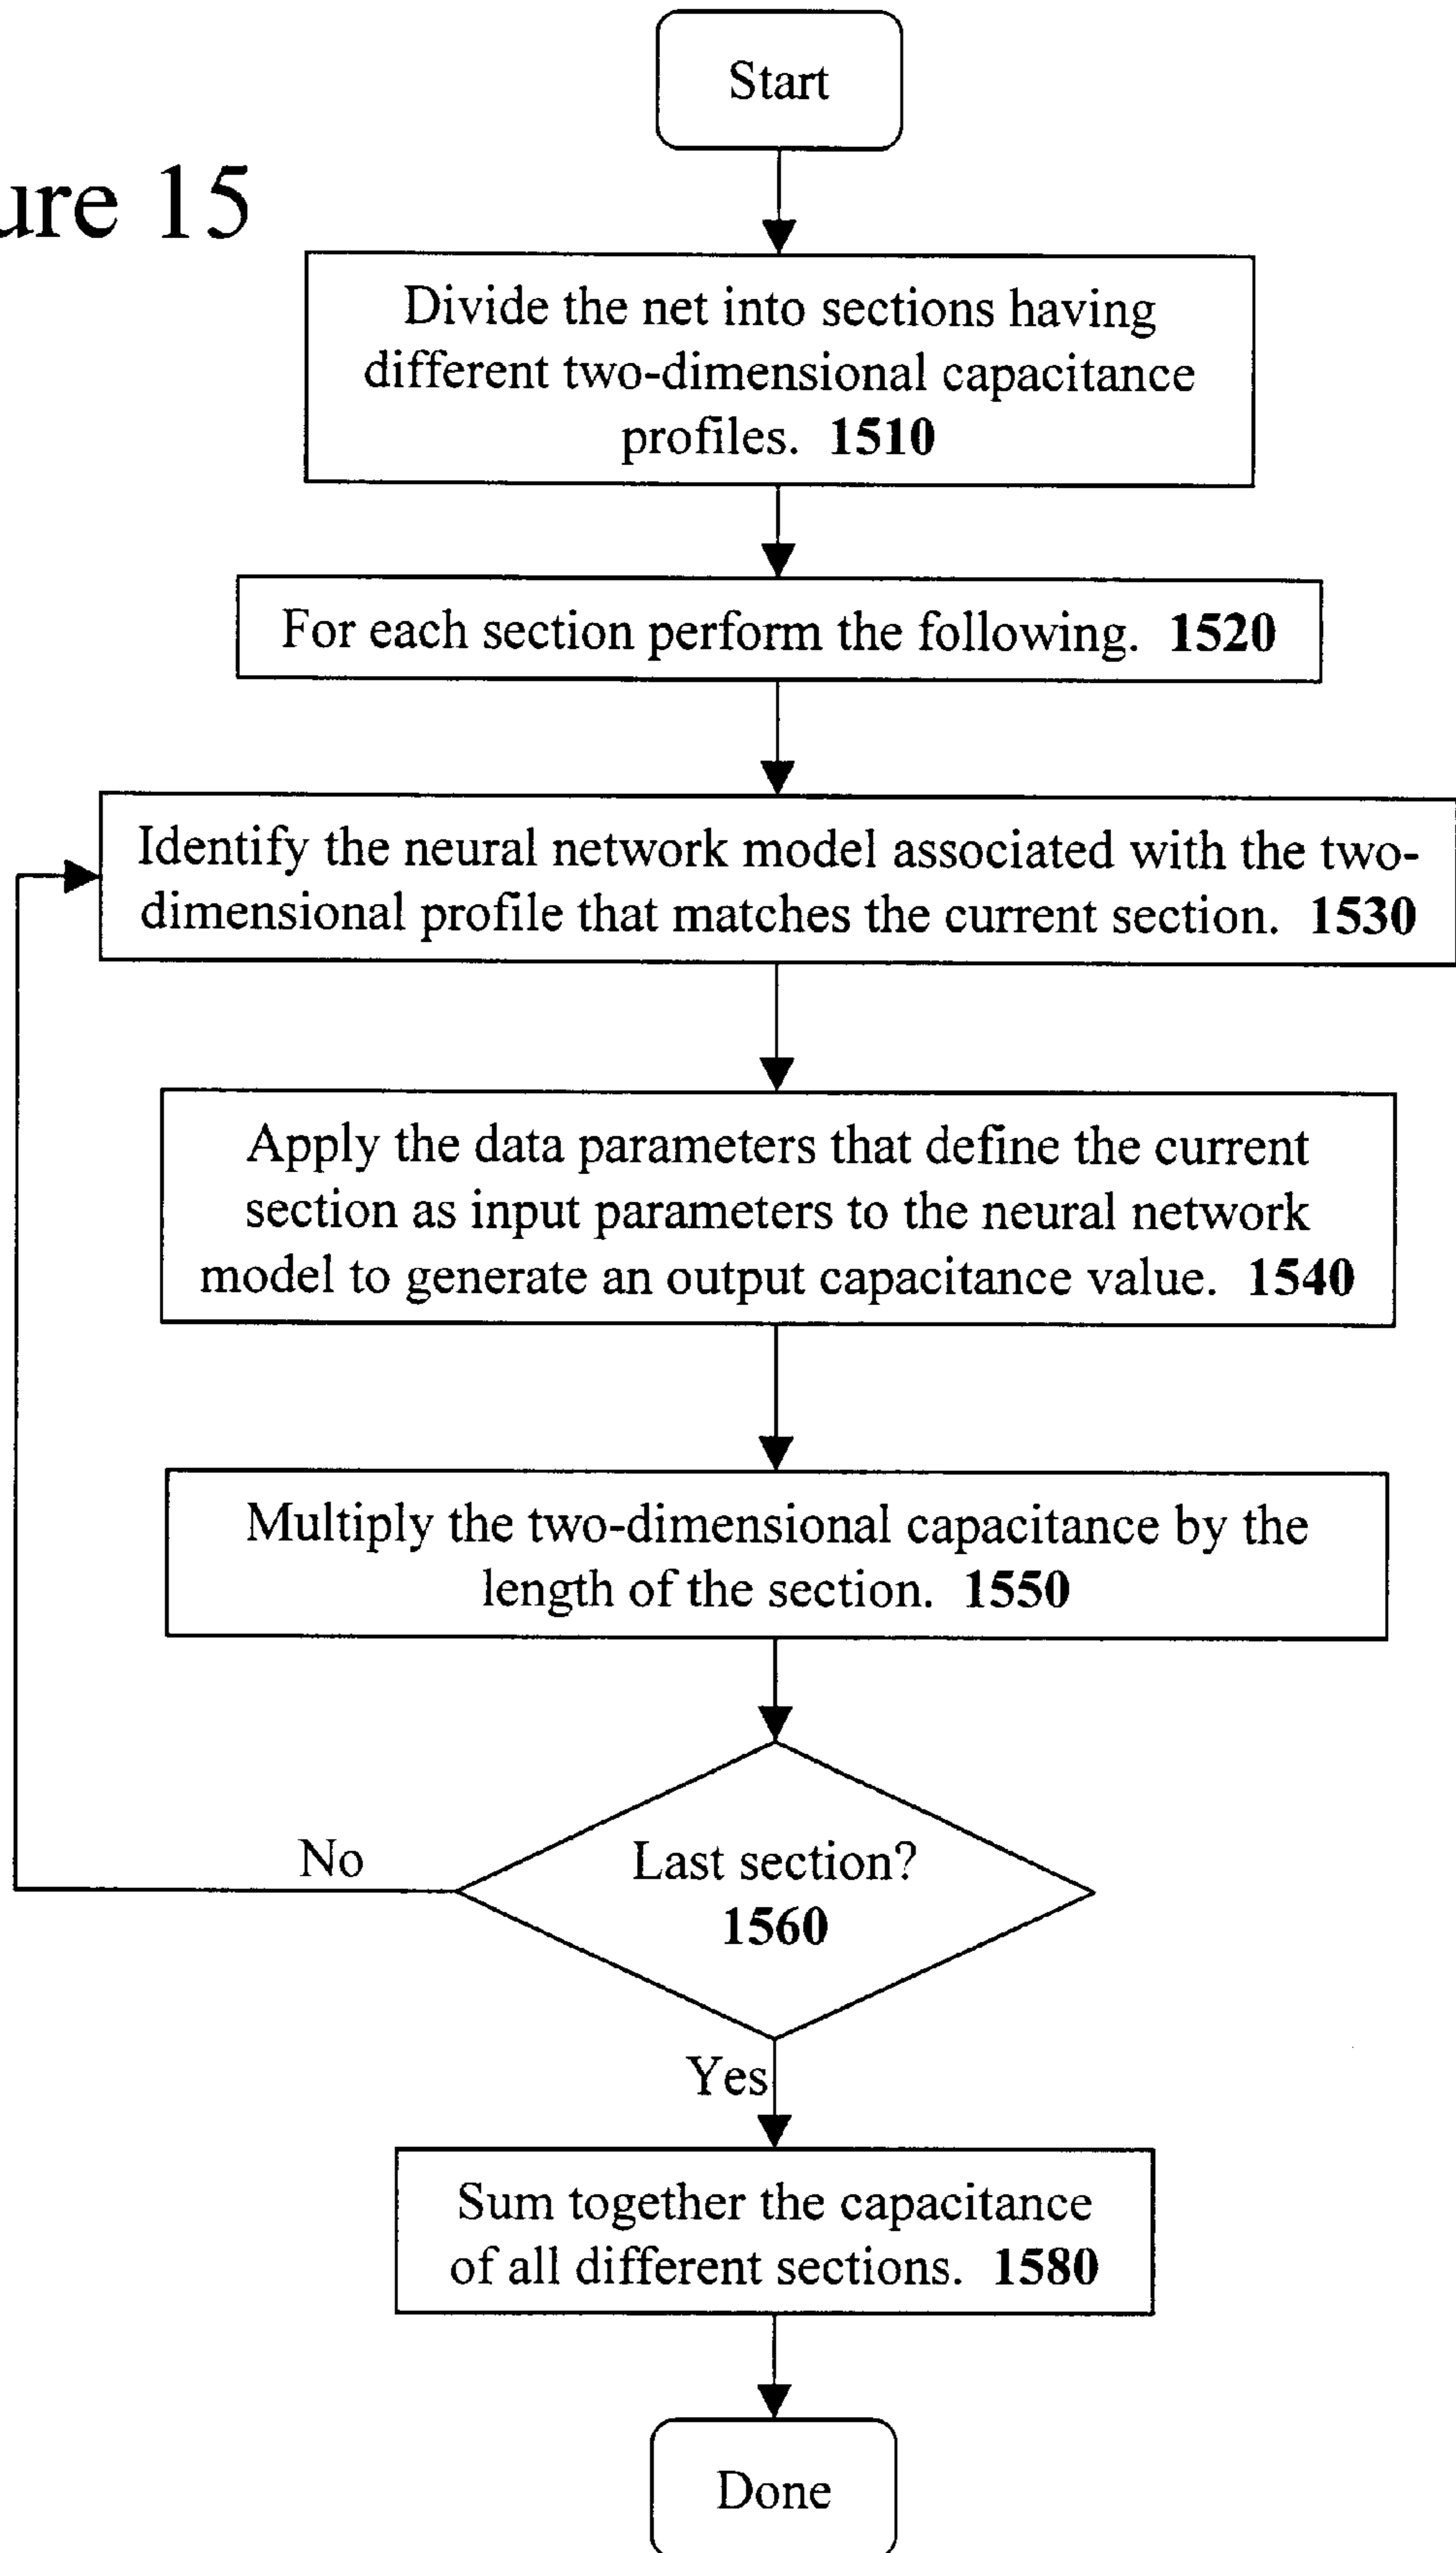 Start
ure 15
Divide the net into sections having
different two-dimensional capacitance
profiles. 1510
For each section perform the following. 1520
Identify the neural network model associated with the two-
dimensional profile that matches the current section. 1530
Apply the data parameters that define the current
section as input parameters to the neural network
model to generate an output capacitance value. 1540
Multiply the two-dimensional capacitance by the
length of the section. 1550
No
Last section?
1560
Yes
Sum together the capacitance
of all different sections. 1580
Done